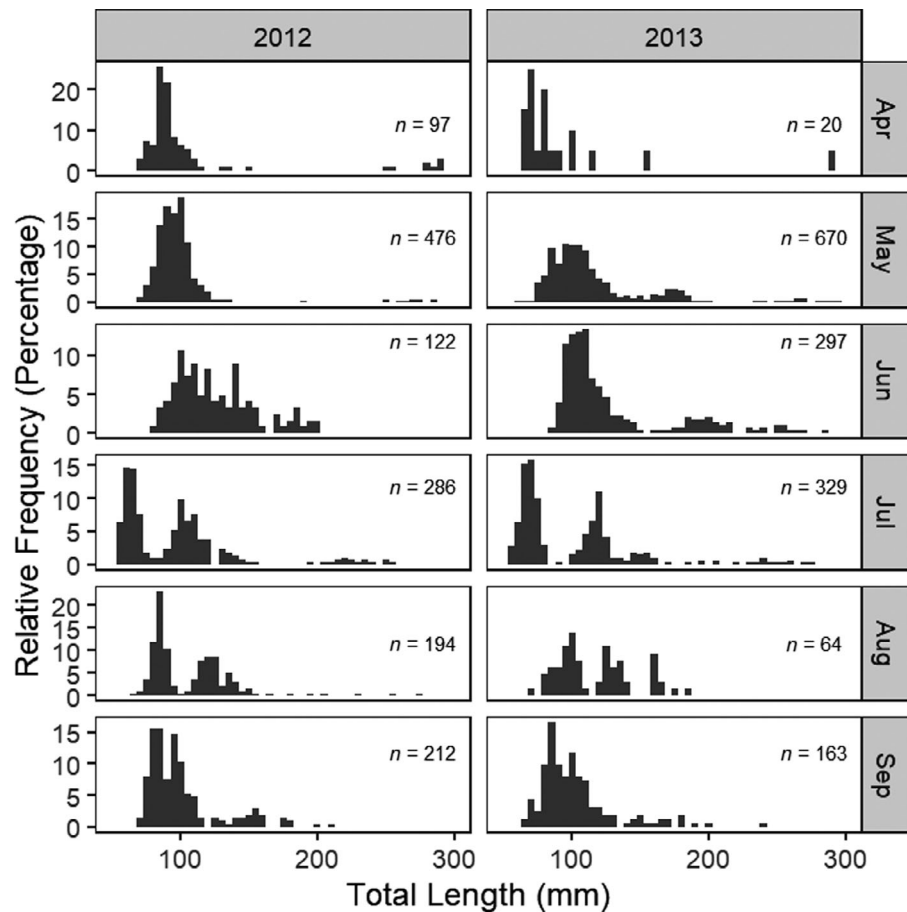 2012
2013
20
10
0
n = 97
n = 20
Apr
15
10
5
0
n = 476
n = 670
May
10
5
0
n = 122
n = 297
Jun
15
10
5
0
n = 286
n = 329
Jul
20
15
10
5
0
n = 194
n = 64
Aug
15
10
5
0
n = 212
n = 163
Sep
Relative Frequency (Percentage)
100
200
300
100
200
300
Total Length (mm)